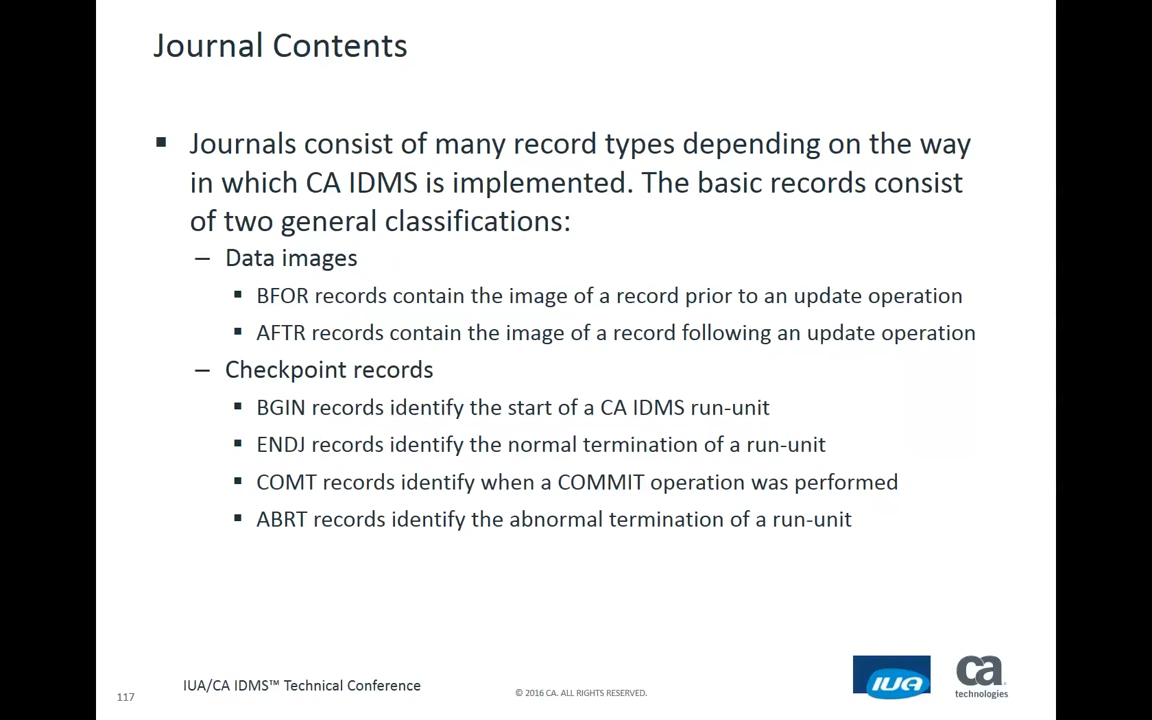 Journal Contents
▪ Journals consist of many record types depending on the way
in which CA IDMS is implemented. The basic records consist
of two general classifications:
– Data images
▪ BFOR records contain the image of a record prior to an update operation
▪ AFTR records contain the image of a record following an update operation
– Checkpoint records
▪ BGIN records identify the start of a CA IDMS run-unit
▪ ENDJ records identify the normal termination of a run-unit
▪ COMT records identify when a COMMIT operation was performed
▪ ABRT records identify the abnormal termination of a run-unit
117
IUA/CA IDMS™ Technical Conference
© 2016 CA. ALL RIGHTS RESERVED.
IUA
ca
technologies